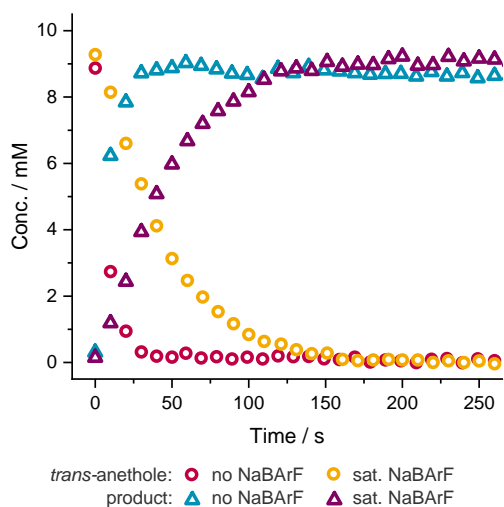 10
8
6
4
2
0
Conc. / mM
0 50 100 150 200 250
Time / s
trans-anethole: no NaBArF sat. NaBArF
product: no NaBArF sat. NaBArF